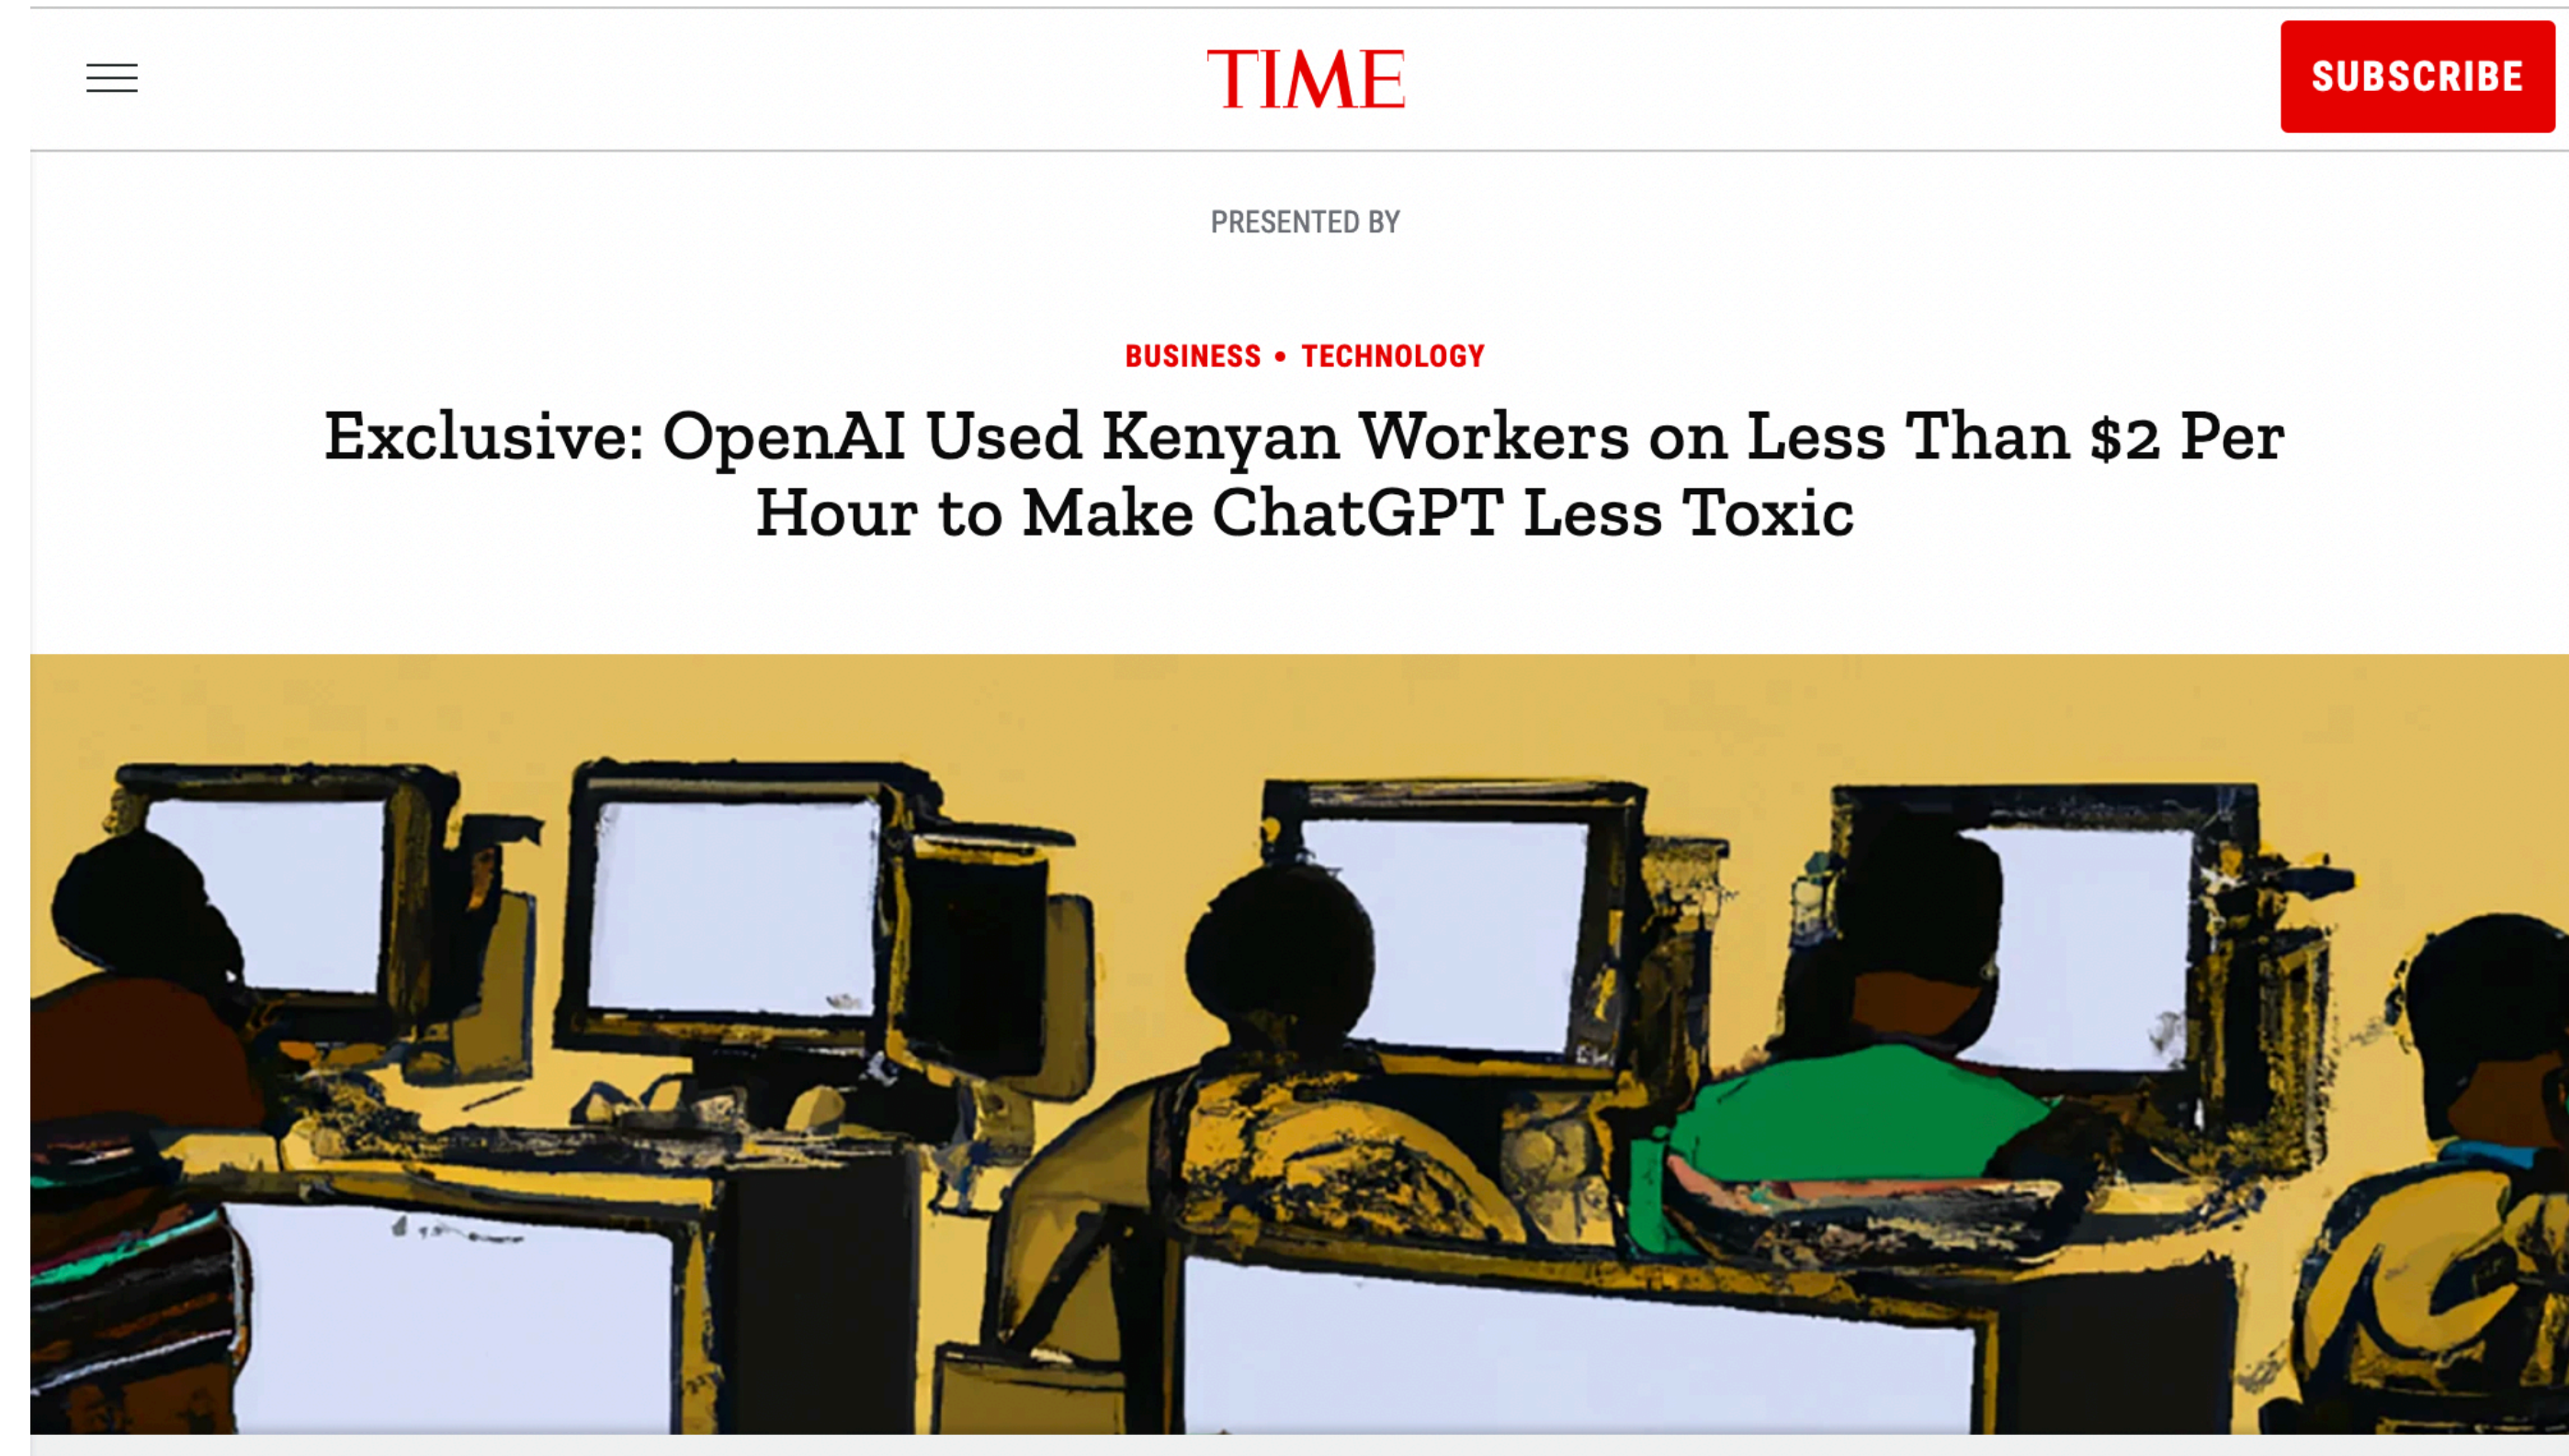 TIME
SUBSCRIBE
PRESENTED BY
BUSINESS • TECHNOLOGY
Exclusive: OpenAI Used Kenyan Workers on Less Than $2 Per
Hour to Make ChatGPT Less Toxic